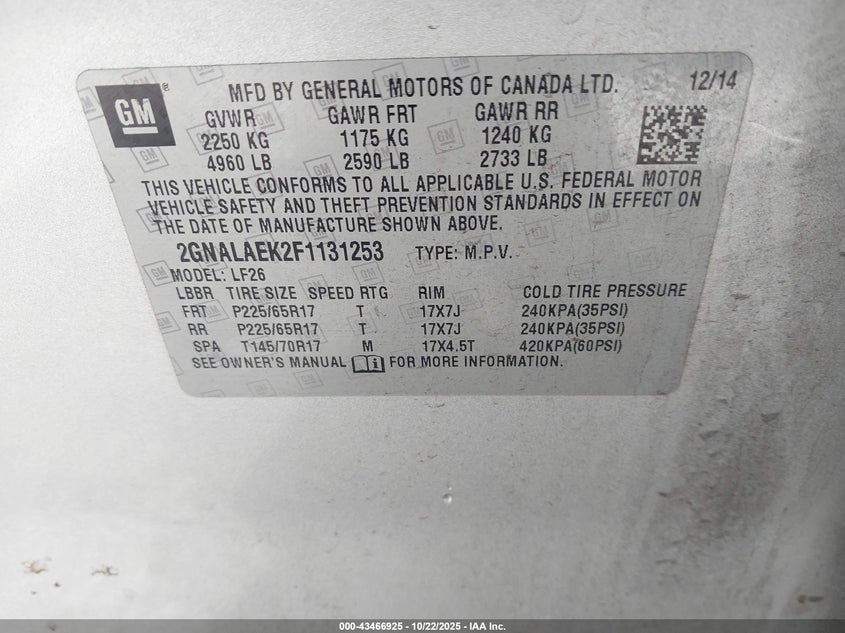 GM ® MFD BY GENERAL MOTORS OF CANADA LTD. 12/14
GVWR GAWR FRT GAWR RR
2250 KG 1175 KG 1240 KG
4960 LB 2590 LB 2733 LB
THIS VEHICLE CONFORMS TO ALL APPLICABLE U.S. FEDERAL MOTOR
VEHICLE SAFETY AND THEFT PREVENTION STANDARDS IN EFFECT ON
THE DATE OF MANUFACTURE SHOWN ABOVE.
2GNALAEK2F1131253 TYPE: M.P.V.
MODEL: LF26
LBBR TIRE SIZE SPEED RTG RIM COLD TIRE PRESSURE
FRT P225/65R17 T 17X7J 240KPA(35PSI)
RR P225/65R17 T 17X7J 240KPA(35PSI)
SPA T145/70R17 M 17X4.5T 420KPA(60PSI)
SEE OWNER'S MANUAL FOR MORE INFORMATION.
000-43466925 - 10/22/2025 - IAA Inc.